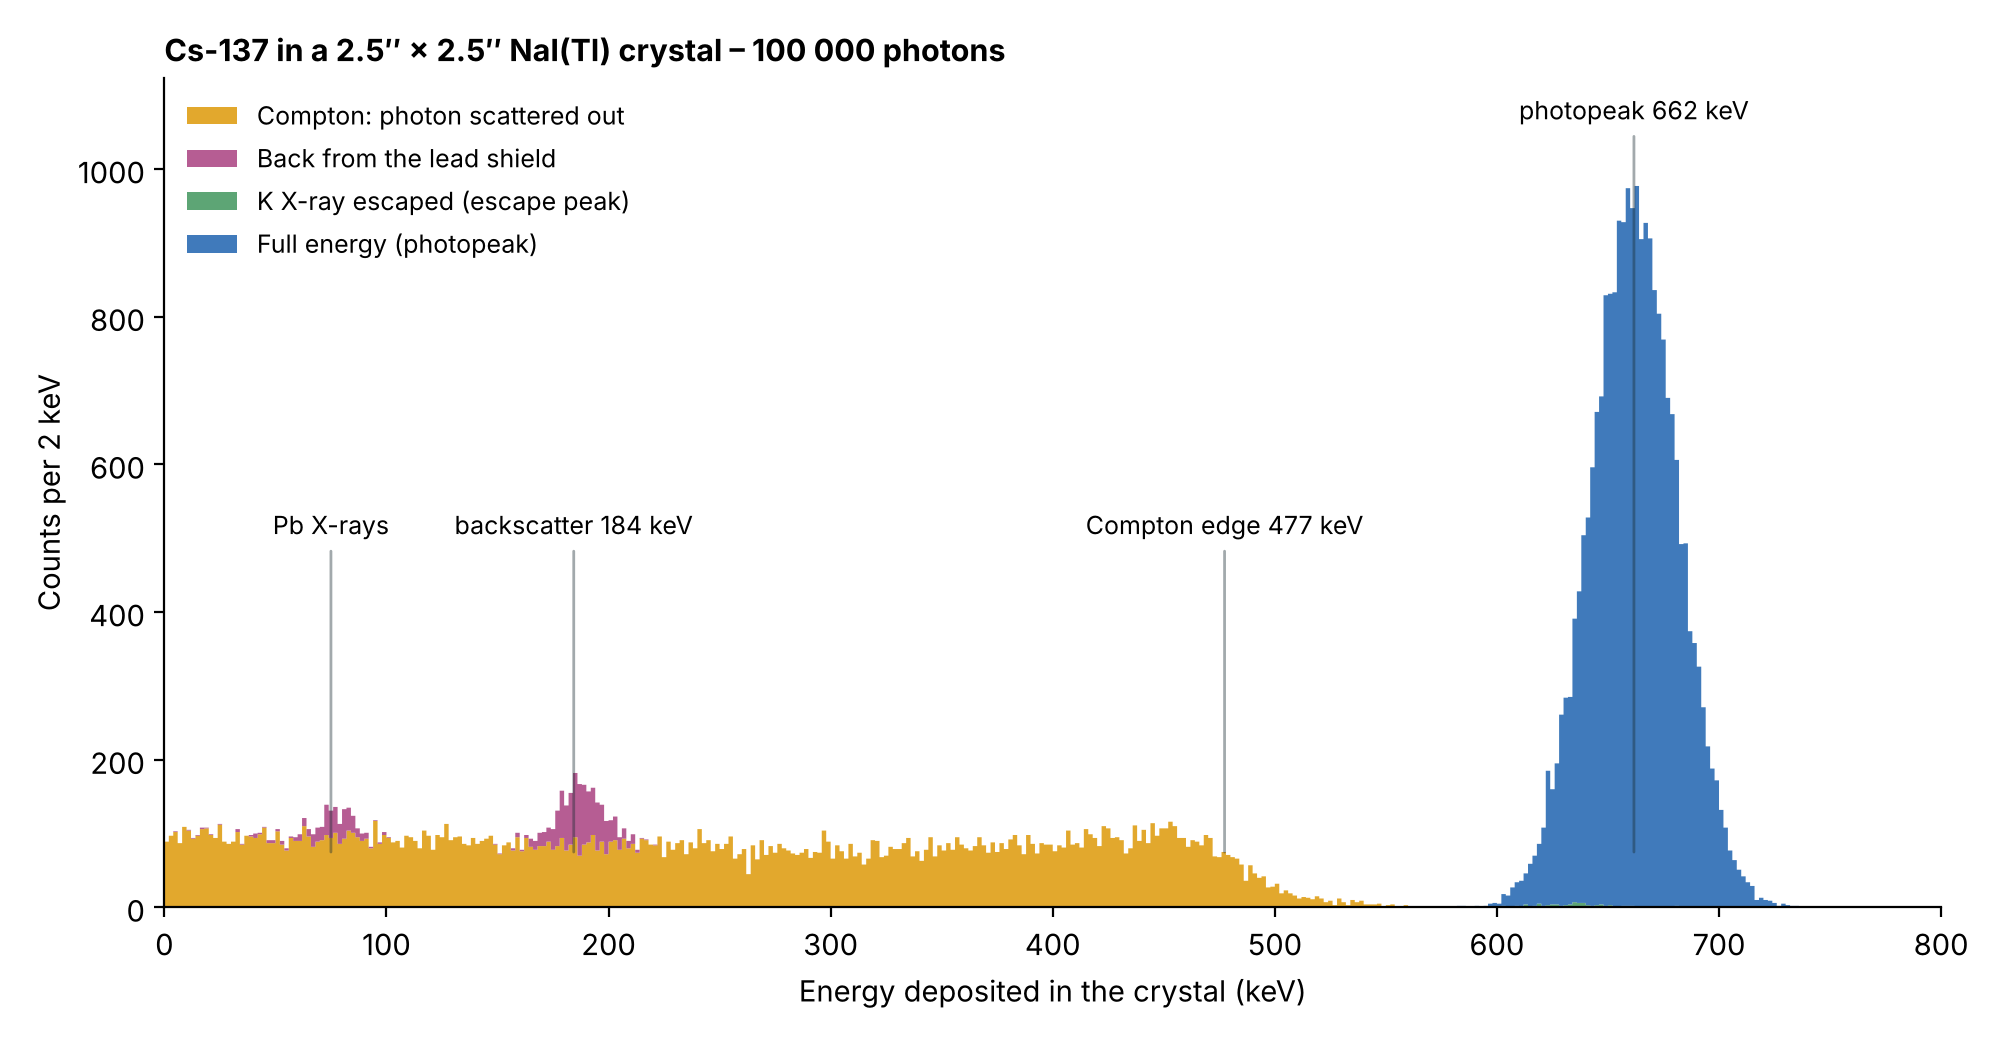 Cs-137 in a 2.5″ × 2.5″ NaI(Tl) crystal – 100 000 photons
Compton: photon scattered out
Back from the lead shield
K X-ray escaped (escape peak)
Full energy (photopeak)
photopeak 662 keV
Pb X-rays
backscatter 184 keV
Compton edge 477 keV
Counts per 2 keV
1000
800
600
400
200
0
0 100 200 300 400 500 600 700 800
Energy deposited in the crystal (keV)